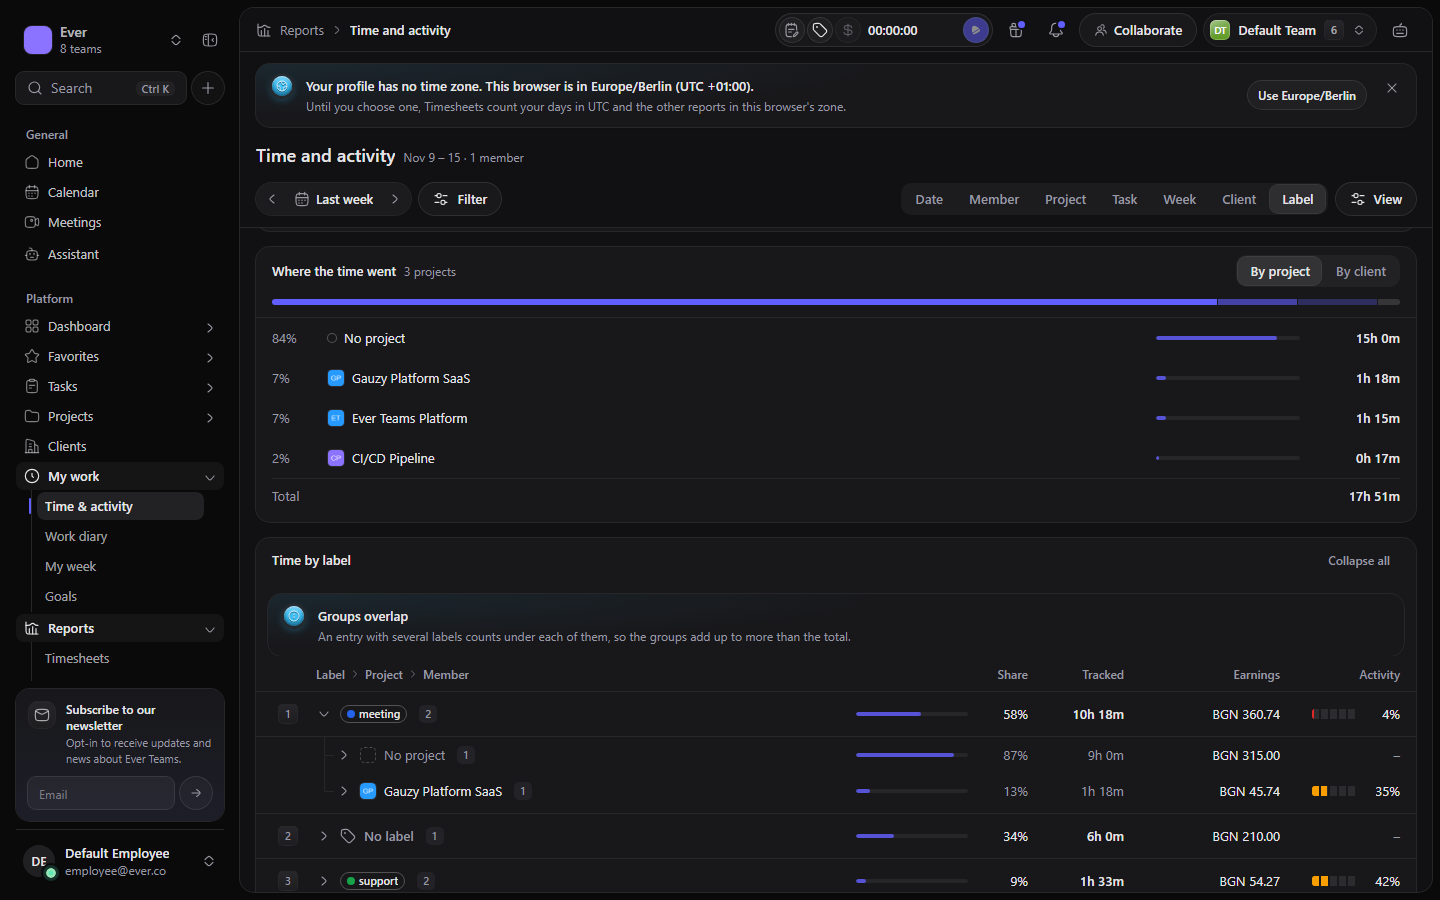 Ever
8 teams
Search
Ctrl K
General
Home
Calendar
Meetings
Assistant
Platform
Dashboard
Favorites
Tasks
Projects
Clients
My work
Time & activity
Work diary
My week
Goals
Reports
Timesheets
Subscribe to our
newsletter
Opt-in to receive updates and
news about Ever Teams.
Email
DE
Default Employee
employee@ever.co
Reports
Time and activity
00:00:00
Collaborate
DT
Default Team
6
Your profile has no time zone. This browser is in Europe/Berlin (UTC +01:00).
Until you choose one, Timesheets count your days in UTC and the other reports in this browser's zone.
Use Europe/Berlin
Time and activity Nov 9 – 15 · 1 member
Last week
Filter
Date Member Project Task Week Client Label
View
Where the time went 3 projects
By project By client
84% No project 15h 0m
7% GP Gauzy Platform SaaS 1h 18m
7% ET Ever Teams Platform 1h 15m
2% CP CI/CD Pipeline 0h 17m
Total 17h 51m
Time by label
Collapse all
Groups overlap
An entry with several labels counts under each of them, so the groups add up to more than the total.
Label Project Member Share Tracked Earnings Activity
1 meeting 2 58% 10h 18m BGN 360.74 4%
No project 1 87% 9h 0m BGN 315.00 –
GP Gauzy Platform SaaS 1 13% 1h 18m BGN 45.74 35%
2 No label 1 34% 6h 0m BGN 210.00 –
3 support 2 9% 1h 33m BGN 54.27 42%